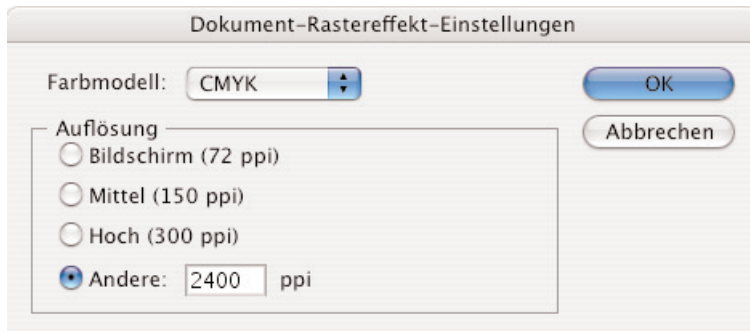 Dokument-Rastereffekt-Einstellungen
Farbmodell: CMYK
OK
Abbrechen
Auflösung
Bildschirm (72 ppi)
Mittel (150 ppi)
Hoch (300 ppi)
Andere: 2400 ppi